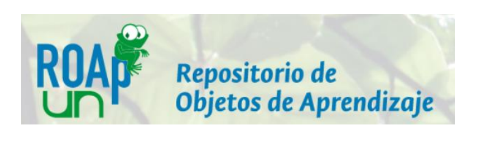 ROAp
un
Repositorio de
Objetos de Aprendizaje